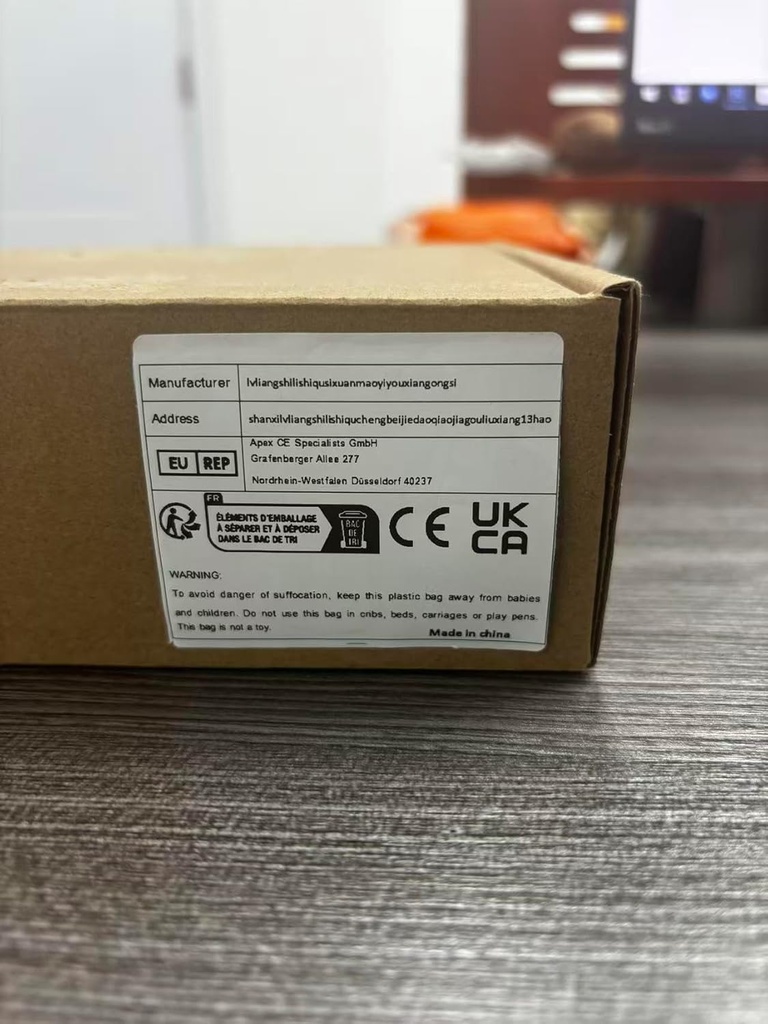 Manufacturer lvliangshilishiqusixuanmaoyiyouxiangongsi
Address shanxilvliangshilishiquchengbeijiedaoqiaojiagouliuxiang13hao
EU REP
Apex CE Specialists GmbH
Grafenberger Allee 277
Nordrhein-Westfalen Düsseldorf 40237
FR
ÉLÉMENTS D'EMBALLAGE
À SÉPARER ET À DÉPOSER
DANS LE BAC DE TRI
BAC
DE
TRI
CE
UK
CA
WARNING:
To avoid danger of suffocation, keep this plastic bag away from babies
and children. Do not use this bag in cribs, beds, carriages or play pens.
This bag is not a toy.
Made in china